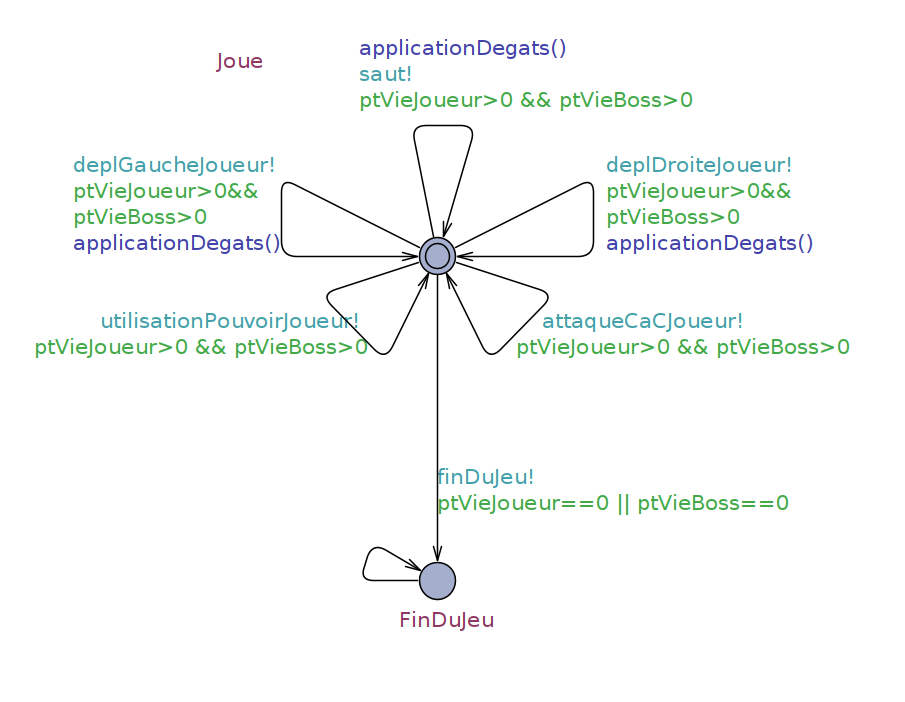 Joue
applicationDegats()
saut!
ptVieJoueur>0 && ptVieBoss>0
deplGaucheJoueur!
ptVieJoueur>0&&
ptVieBoss>0
applicationDegats()
deplDroiteJoueur!
ptVieJoueur>0&&
ptVieBoss>0
applicationDegats()
utilisationPouvoirJoueur!
ptVieJoueur>0 && ptVieBoss>0
attaqueCaCJoueur!
ptVieJoueur>0 && ptVieBoss>0
finDuJeu!
ptVieJoueur==0 || ptVieBoss==0
FinDuJeu